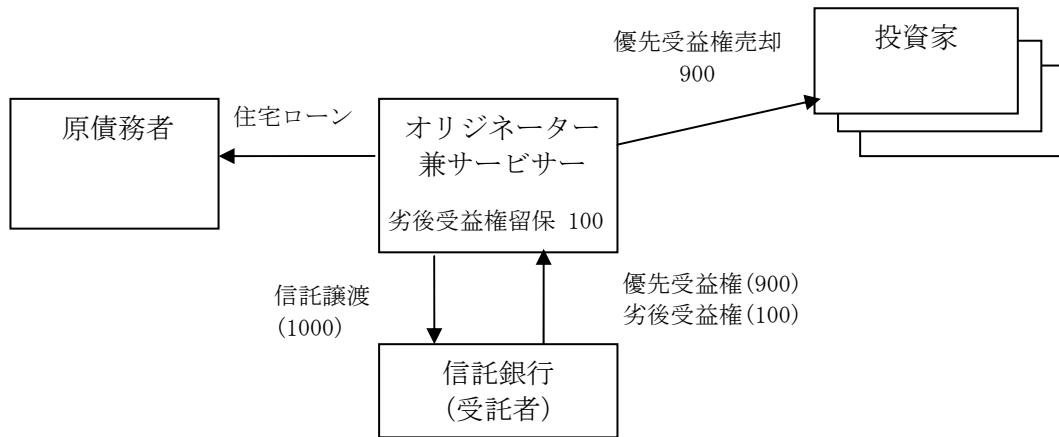 優先受益権売却
900
投資家
原債務者
住宅ローン
オリジネーター
兼サービサー
劣後受益権留保 100
信託譲渡
(1000)
優先受益権(900)
劣後受益権(100)
信託銀行
(受託者)